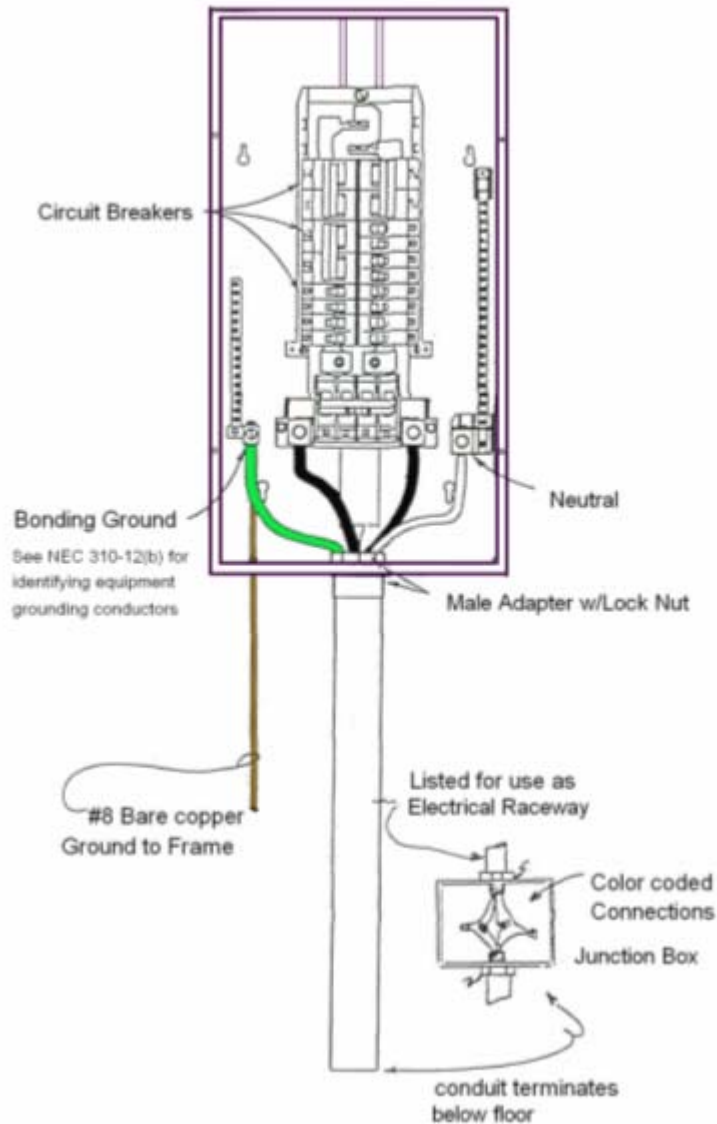 Circuit Breakers
Bonding Ground
See NEC 310-12(b) for
identifying equipment
grounding conductors
Neutral
Male Adapter w/Lock Nut
#8 Bare copper
Ground to Frame
Listed for use as
Electrical Raceway
Color coded
Connections
Junction Box
conduit terminates
below floor